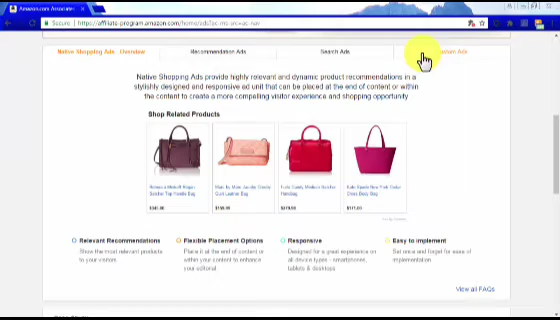 Amazon.com Associates
Secure https://affiliate-program.amazon.com/home/ads/
Native Shopping Ads Overview
Recommendation Ads
Search Ads
Custom Ads
Native Shopping Ads provide highly relevant and dynamic product recommendations in a
stylishly designed and responsive ad unit that can be placed at the end of content or within
the content to create a more compelling visitor experience and shopping opportunity
Shop Related Products
Relevant Recommendations
Show the most relevant products
to your visitors
Flexible Placement Options
Place it at the end of content or
within your content to enhance
your editorial
Responsive
Designed for a great experience on
all device types - smartphones,
tablets & desktops
Easy to implement
Set once and forget for ease of
implementation
View all FAQs